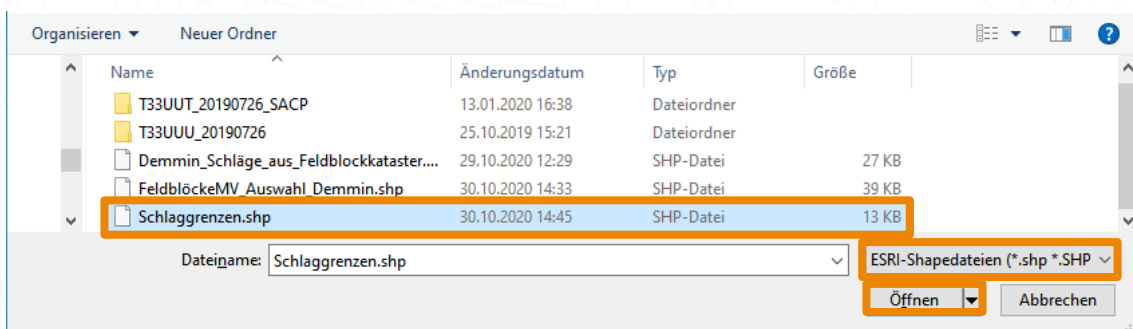 Organisieren Neuer Ordner ?
Name Änderungsdatum Typ Größe
T33UUT_20190726_SACP 13.01.2020 16:38 Dateiordner
T33UUU_20190726 25.10.2019 15:21 Dateiordner
Demmin_Schläge_aus_Feldblockkataster.... 29.10.2020 12:29 SHP-Datei 27 KB
FeldblöckeMV_Auswahl_Demmin.shp 30.10.2020 14:33 SHP-Datei 39 KB
Schlaggrenzen.shp 30.10.2020 14:45 SHP-Datei 13 KB
Dateiname: Schlaggrenzen.shp ESRI-Shapedateien (*.shp *.SHP
Öffnen Abbrechen